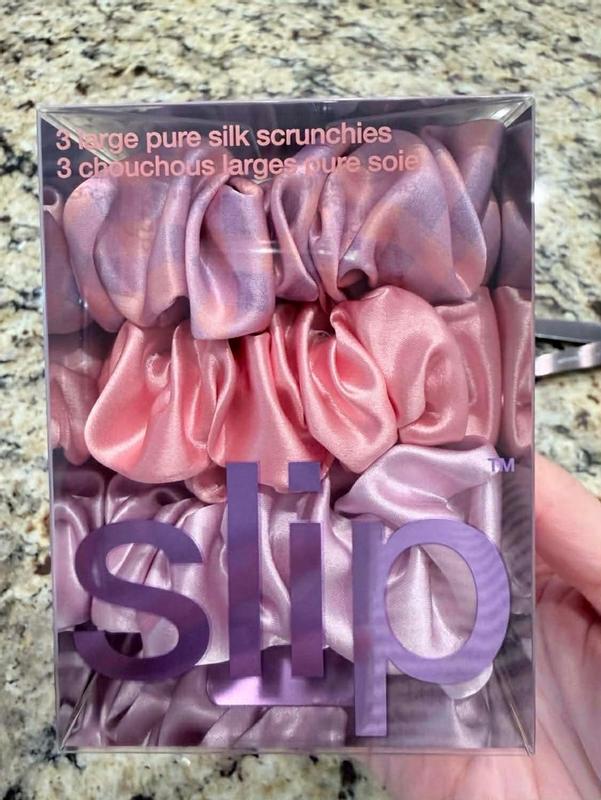 3 large pure silk scrunchies
3 chouchous larges pure soie
slip™